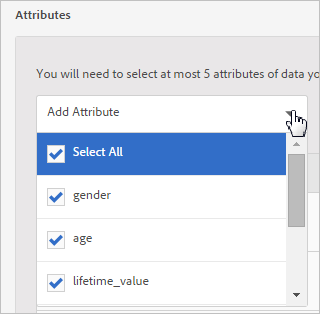 Attributes
You will need to select at most 5 attributes of data
Add Attribute
Select All
gender
age
lifetime_value